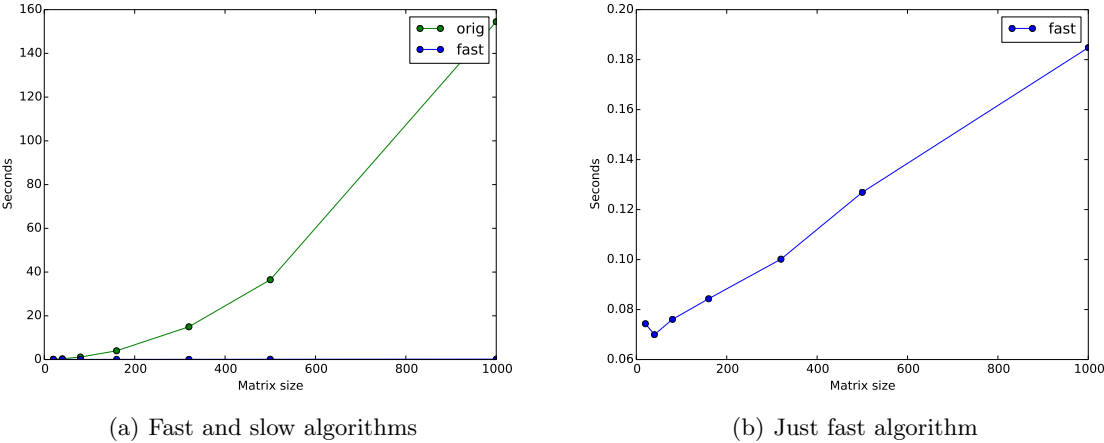 160
140
120
100
80
60
40
20
0
Seconds
0 200 400 600 800 1000
Matrix size
orig
fast
(a) Fast and slow algorithms
0.20
0.18
0.16
0.14
0.12
0.10
0.08
0.06
Seconds
0 200 400 600 800 1000
Matrix size
fast
(b) Just fast algorithm